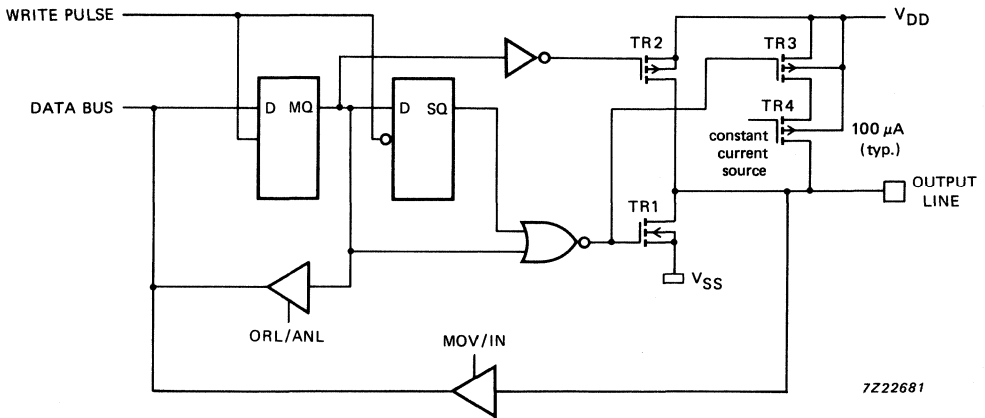 WRITE PULSE
V_DD
TR2
TR3
DATA BUS
D
MQ
D
SQ
TR4
constant
current
source
100 μA
(typ.)
OUTPUT
LINE
TR1
V_SS
ORL/ANL
MOV/IN
7Z22681